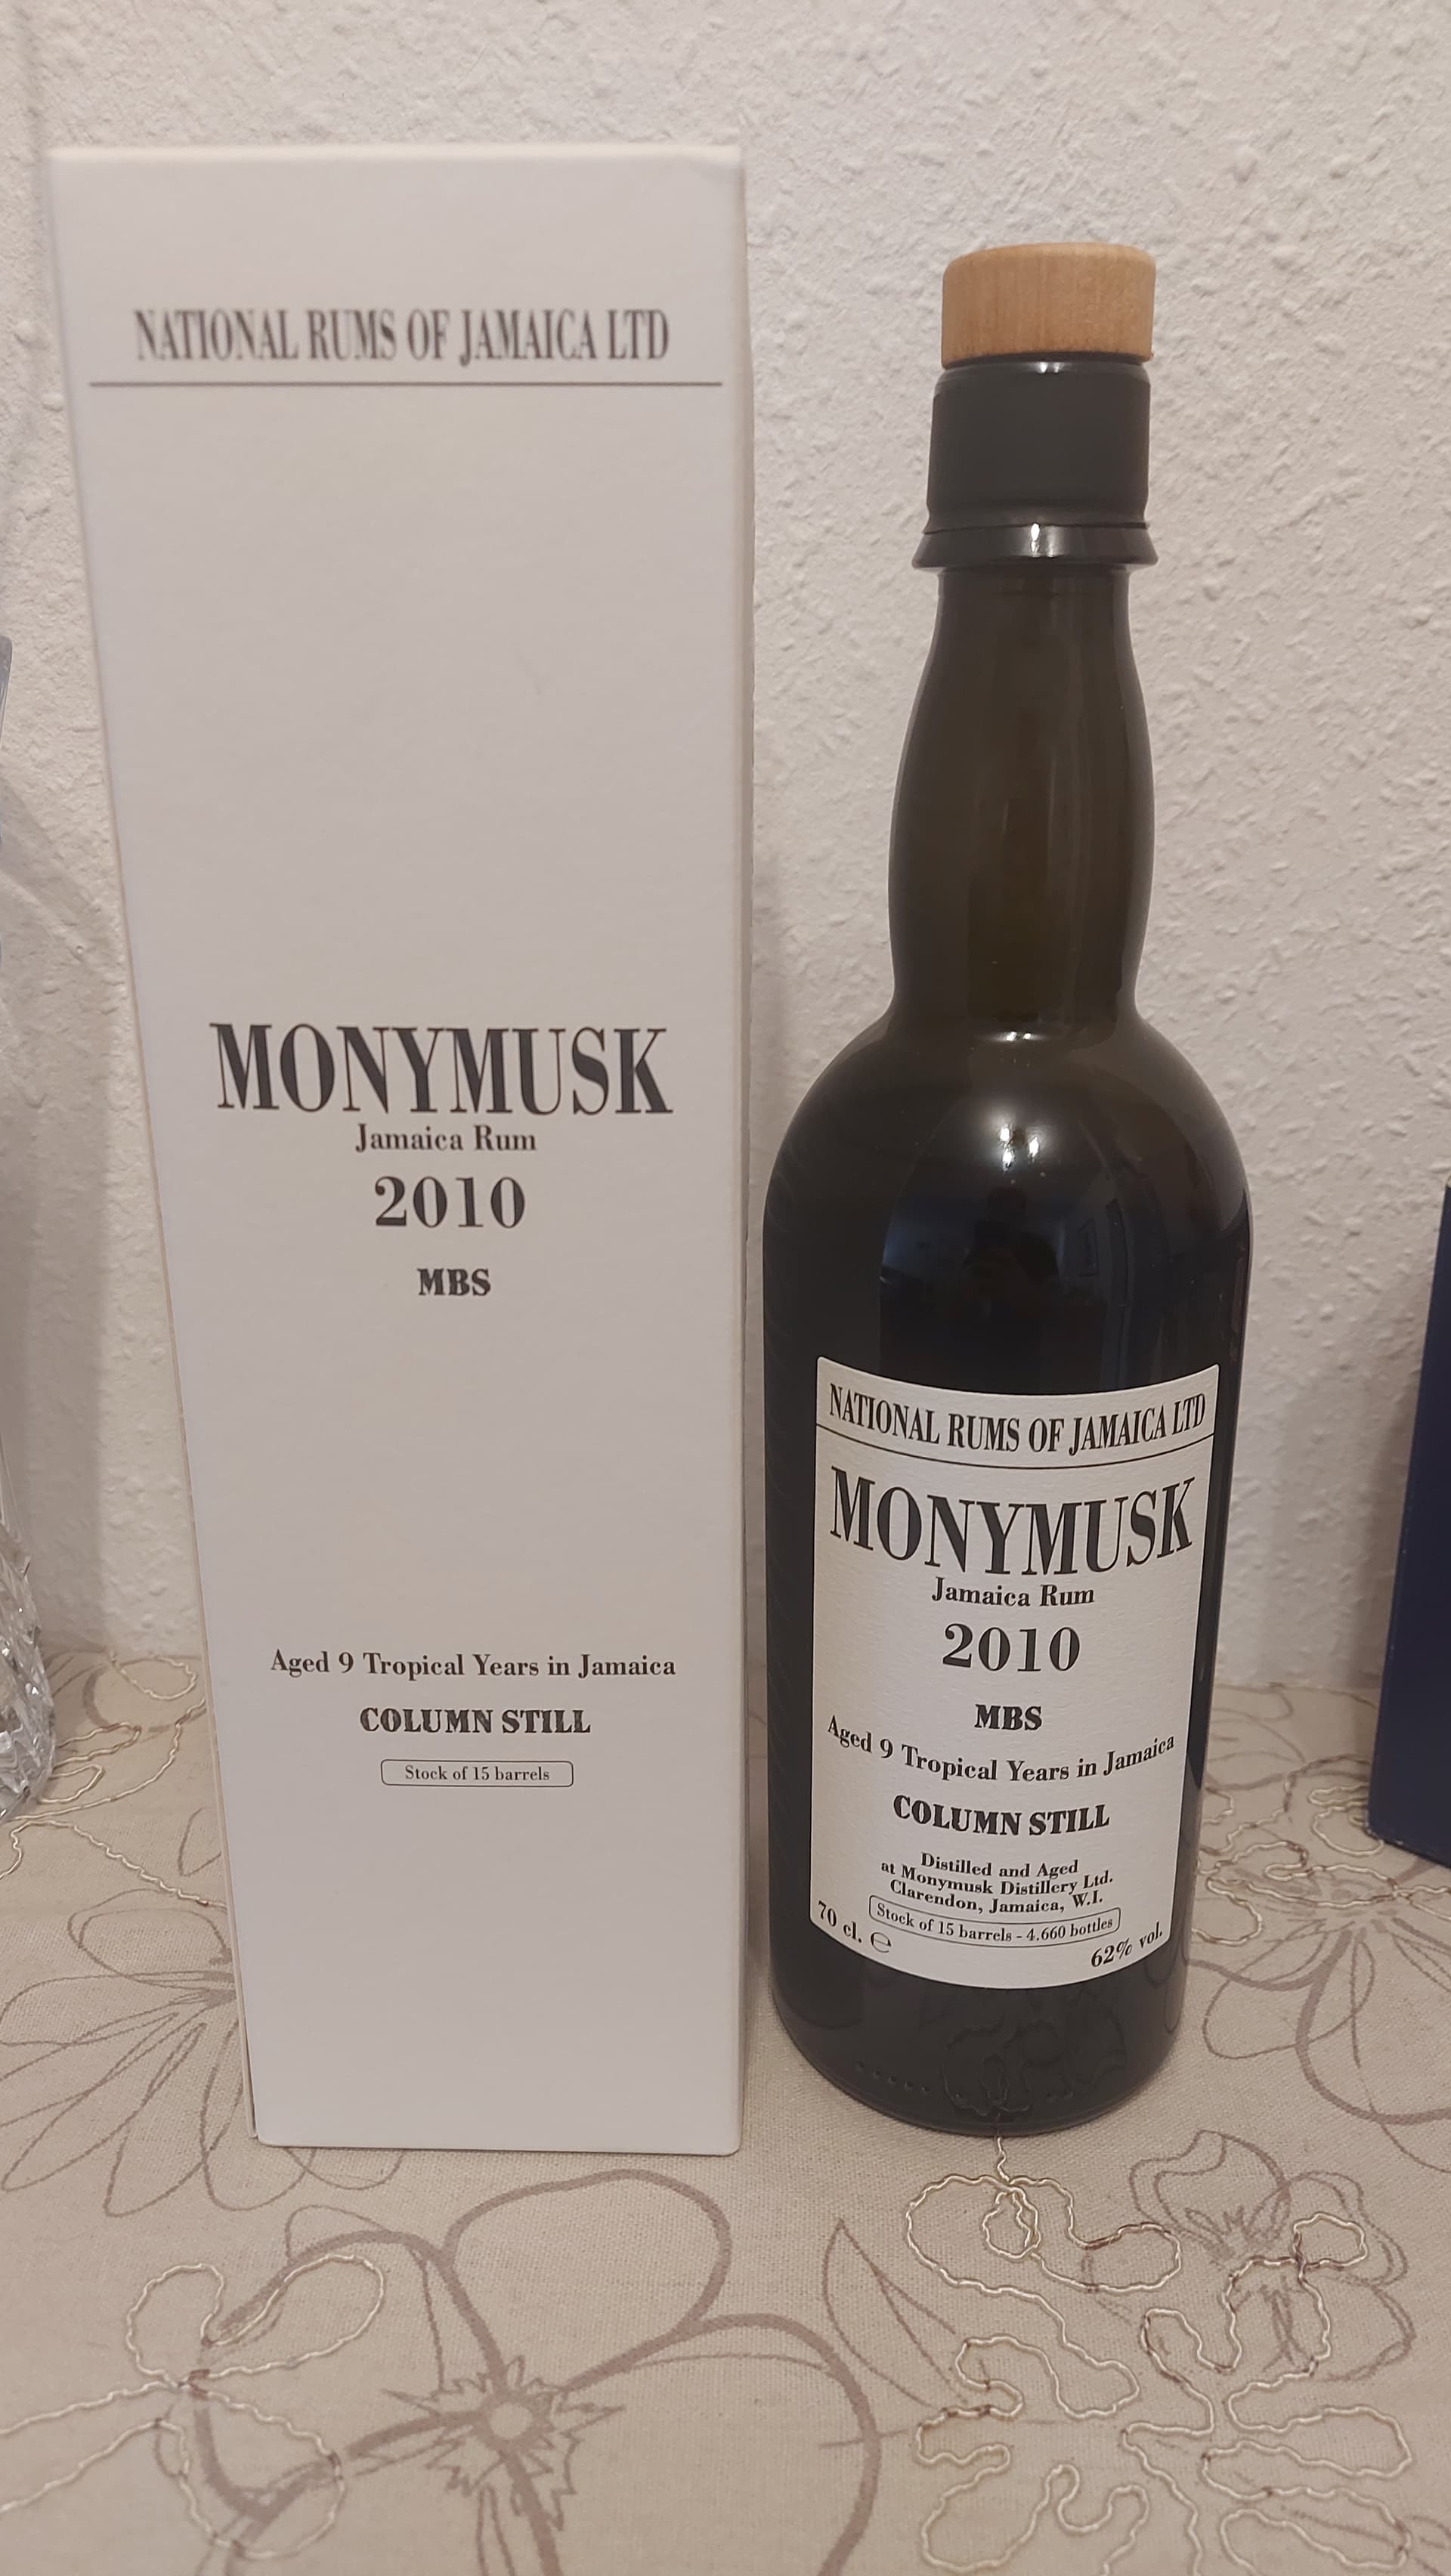 NATIONAL RUMS OF JAMAICA LTD
MONYMUSK
Jamaica Rum
2010
MBS
Aged 9 Tropical Years in Jamaica
COLUMN STILL
Stock of 15 barrels
NATIONAL RUMS OF JAMAICA LTD
MONYMUSK
Jamaica Rum
2010
MBS
Aged 9 Tropical Years in Jamaica
COLUMN STILL
Distilled and Aged
at Monymusk Distillery Ltd.
Clarendon, Jamaica, W.I.
Stock of 15 barrels - 4.660 bottles
70 cl. ℮
62% vol.